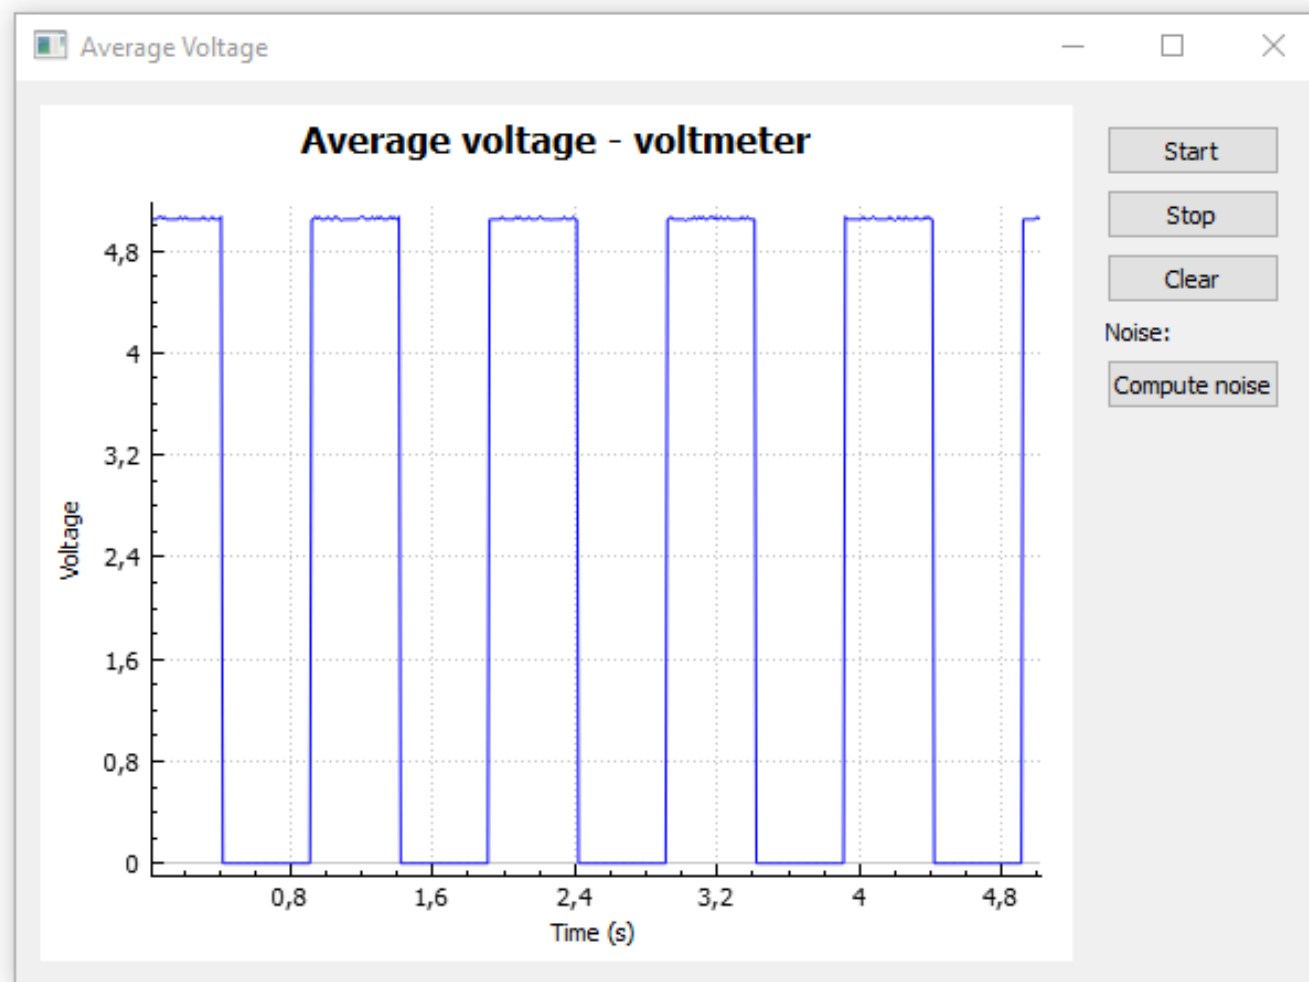 Average Voltage
Average voltage - voltmeter
Start
Stop
Clear
Noise:
Compute noise
Voltage
4,8
4
3,2
2,4
1,6
0,8
0
0,8 1,6 2,4 3,2 4 4,8
Time (s)